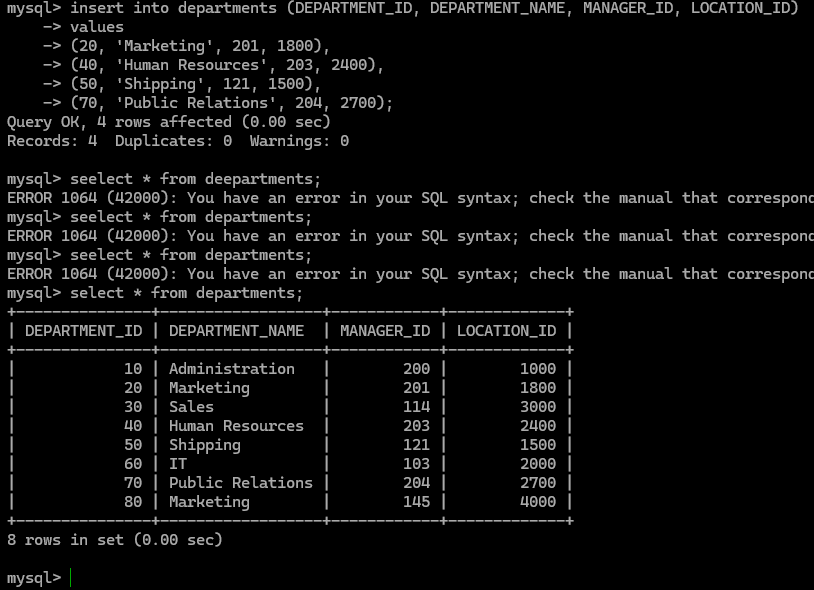 mysql> insert into departments (DEPARTMENT_ID, DEPARTMENT_NAME, MANAGER_ID, LOCATION_ID)
    -> values
    -> (20, 'Marketing', 201, 1800),
    -> (40, 'Human Resources', 203, 2400),
    -> (50, 'Shipping', 121, 1500),
    -> (70, 'Public Relations', 204, 2700);
Query OK, 4 rows affected (0.00 sec)
Records: 4  Duplicates: 0  Warnings: 0

mysql> seelect * from deepartments;
ERROR 1064 (42000): You have an error in your SQL syntax; check the manual that correspond
mysql> seelect * from departments;
ERROR 1064 (42000): You have an error in your SQL syntax; check the manual that correspond
mysql> seelect * from departments;
ERROR 1064 (42000): You have an error in your SQL syntax; check the manual that correspond
mysql> select * from departments;
+---------------+------------------+------------+-------------+
| DEPARTMENT_ID | DEPARTMENT_NAME  | MANAGER_ID | LOCATION_ID |
+---------------+------------------+------------+-------------+
|            10 | Administration   |        200 |        1000 |
|            20 | Marketing        |        201 |        1800 |
|            30 | Sales            |        114 |        3000 |
|            40 | Human Resources  |        203 |        2400 |
|            50 | Shipping         |        121 |        1500 |
|            60 | IT               |        103 |        2000 |
|            70 | Public Relations |        204 |        2700 |
|            80 | Marketing        |        145 |        4000 |
+---------------+------------------+------------+-------------+
8 rows in set (0.00 sec)

mysql>